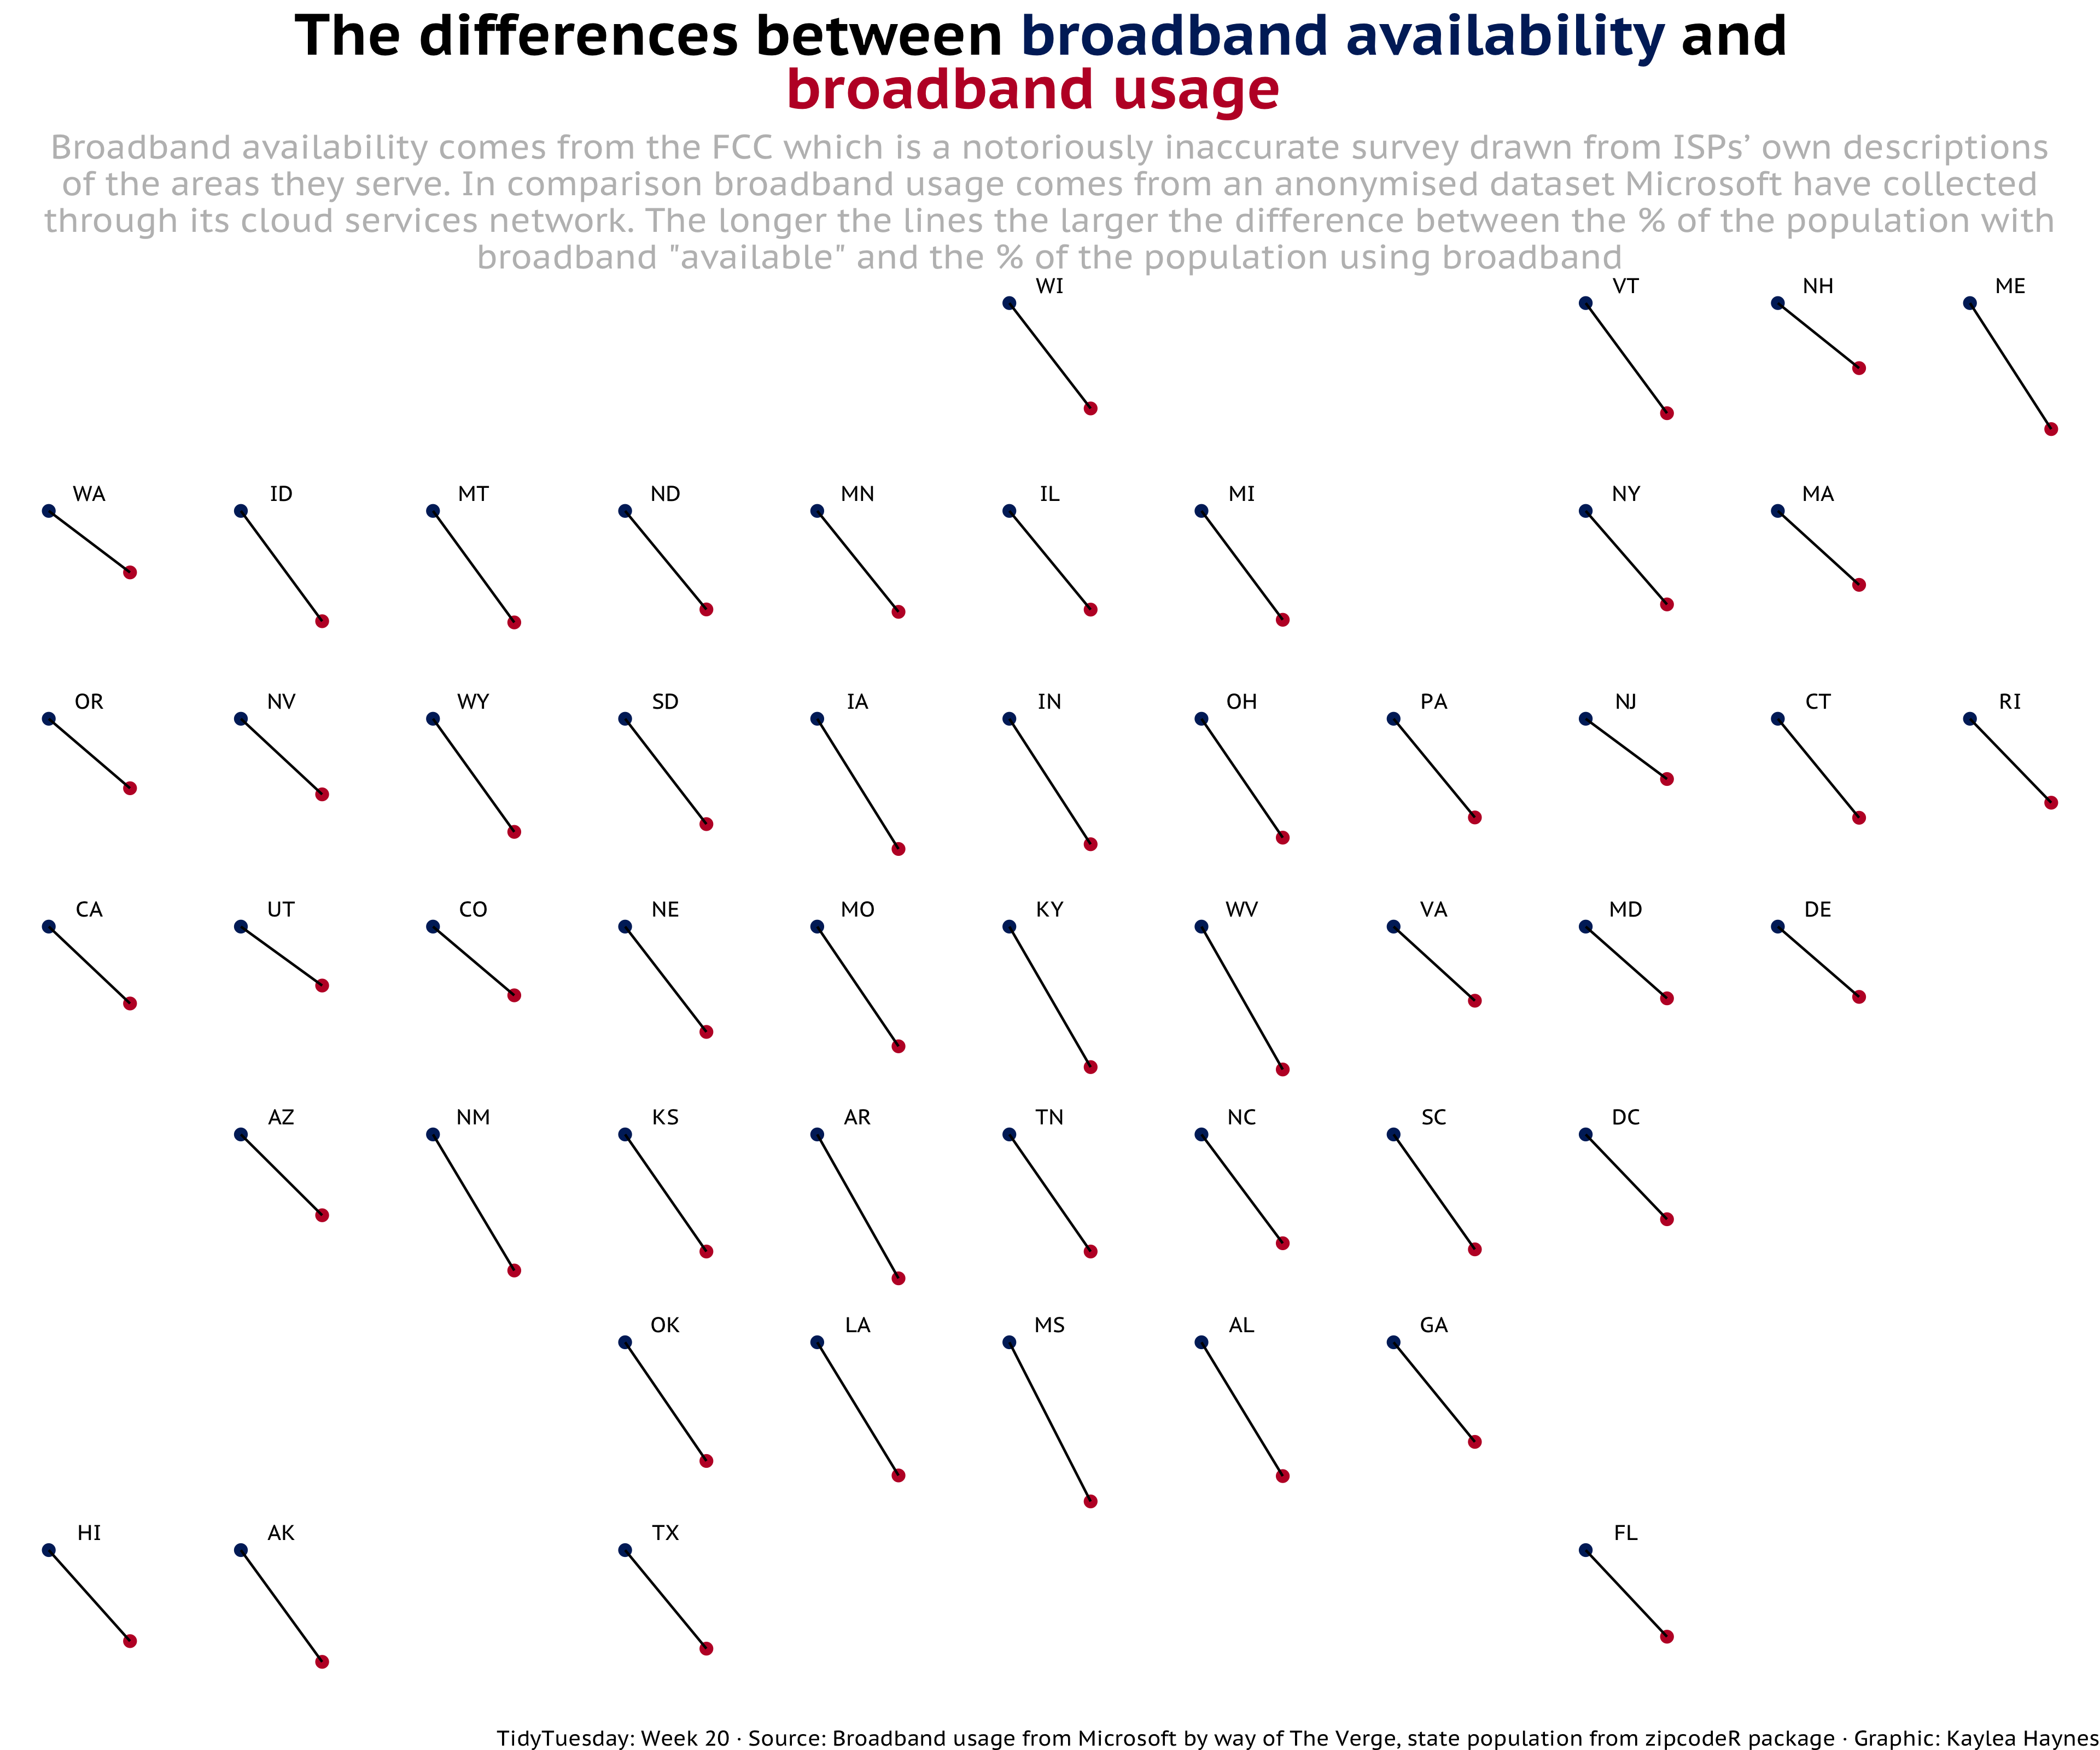 The differences between broadband availability and
broadband usage
Broadband availability comes from the FCC which is a notoriously inaccurate survey drawn from ISPs’ own descriptions
of the areas they serve. In comparison broadband usage comes from an anonymised dataset Microsoft have collected
through its cloud services network. The longer the lines the larger the difference between the % of the population with
broadband "available" and the % of the population using broadband
WI VT NH ME
WA ID MT ND MN IL MI NY MA
OR NV WY SD IA IN OH PA NJ CT RI
CA UT CO NE MO KY WV VA MD DE
AZ NM KS AR TN NC SC DC
OK LA MS AL GA
HI AK TX FL
TidyTuesday: Week 20 · Source: Broadband usage from Microsoft by way of The Verge, state population from zipcodeR package · Graphic: Kaylea Haynes